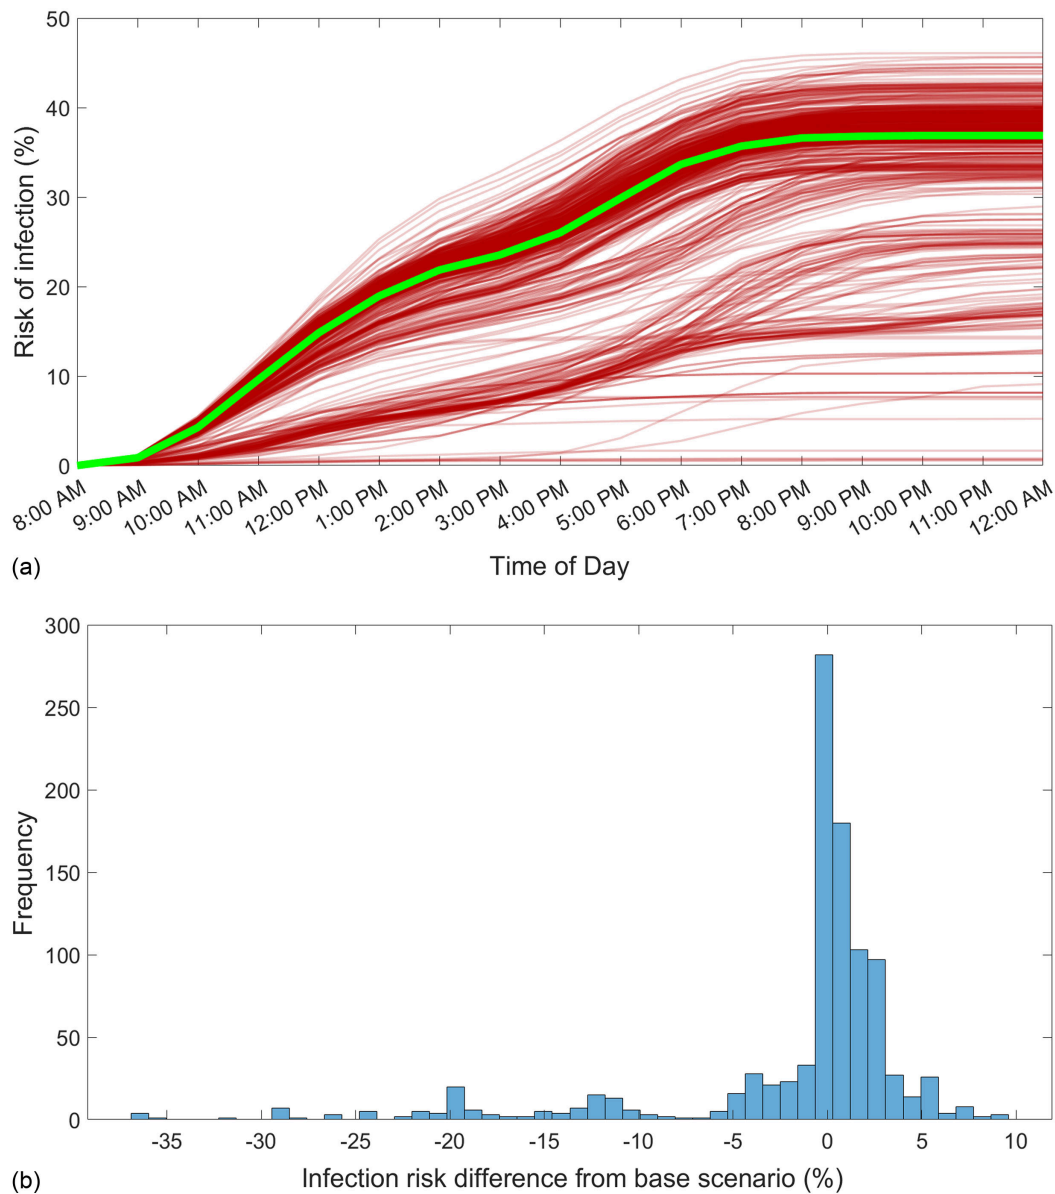 50
40
30
20
10
0
Risk of infection (%)
8:00 AM
9:00 AM
10:00 AM
11:00 AM
12:00 PM
1:00 PM
2:00 PM
3:00 PM
4:00 PM
5:00 PM
6:00 PM
7:00 PM
8:00 PM
9:00 PM
10:00 PM
11:00 PM
12:00 AM
Time of Day
(a)
300
250
200
150
100
50
0
Frequency
-35 -30 -25 -20 -15 -10 -5 0 5 10
Infection risk difference from base scenario (%)
(b)